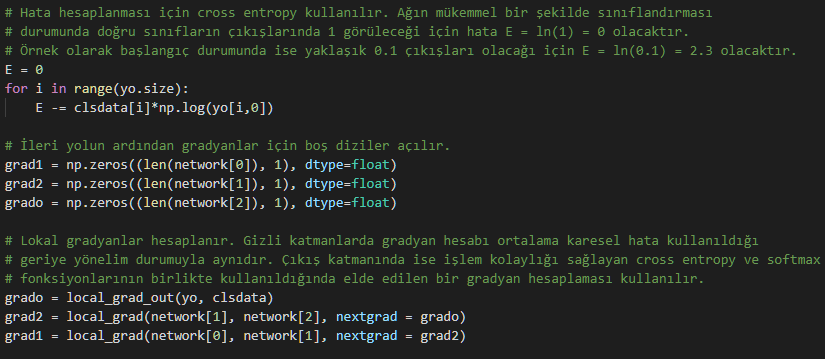 # Hata hesaplanması için cross entropy kullanılır. Ağın mükemmel bir şekilde sınıflandırması
# durumunda doğru sınıfların çıkışlarında 1 görüleceği için hata E = ln(1) = 0 olacaktır.
# Örnek olarak başlangıç durumunda ise yaklaşık 0.1 çıkışları olacağı için E = ln(0.1) = 2.3 olacaktır.
E = 0
for i in range(yo.size):
    E -= clsdata[i]*np.log(yo[i,0])
# İleri yolun ardından gradyanlar için boş diziler açılır.
grad1 = np.zeros((len(network[0]), 1), dtype=float)
grad2 = np.zeros((len(network[1]), 1), dtype=float)
grado = np.zeros((len(network[2]), 1), dtype=float)
# Lokal gradyanlar hesaplanır. Gizli katmanlarda gradyan hesabı ortalama karesel hata kullanıldığı
# geriye yönelim durumuyla aynıdır. Çıkış katmanında ise işlem kolaylığı sağlayan cross entropy ve softmax
# fonksiyonlarının birlikte kullanıldığında elde edilen bir gradyan hesaplaması kullanılır.
grado = local_grad_out(yo, clsdata)
grad2 = local_grad(network[1], network[2], nextgrad = grado)
grad1 = local_grad(network[0], network[1], nextgrad = grad2)